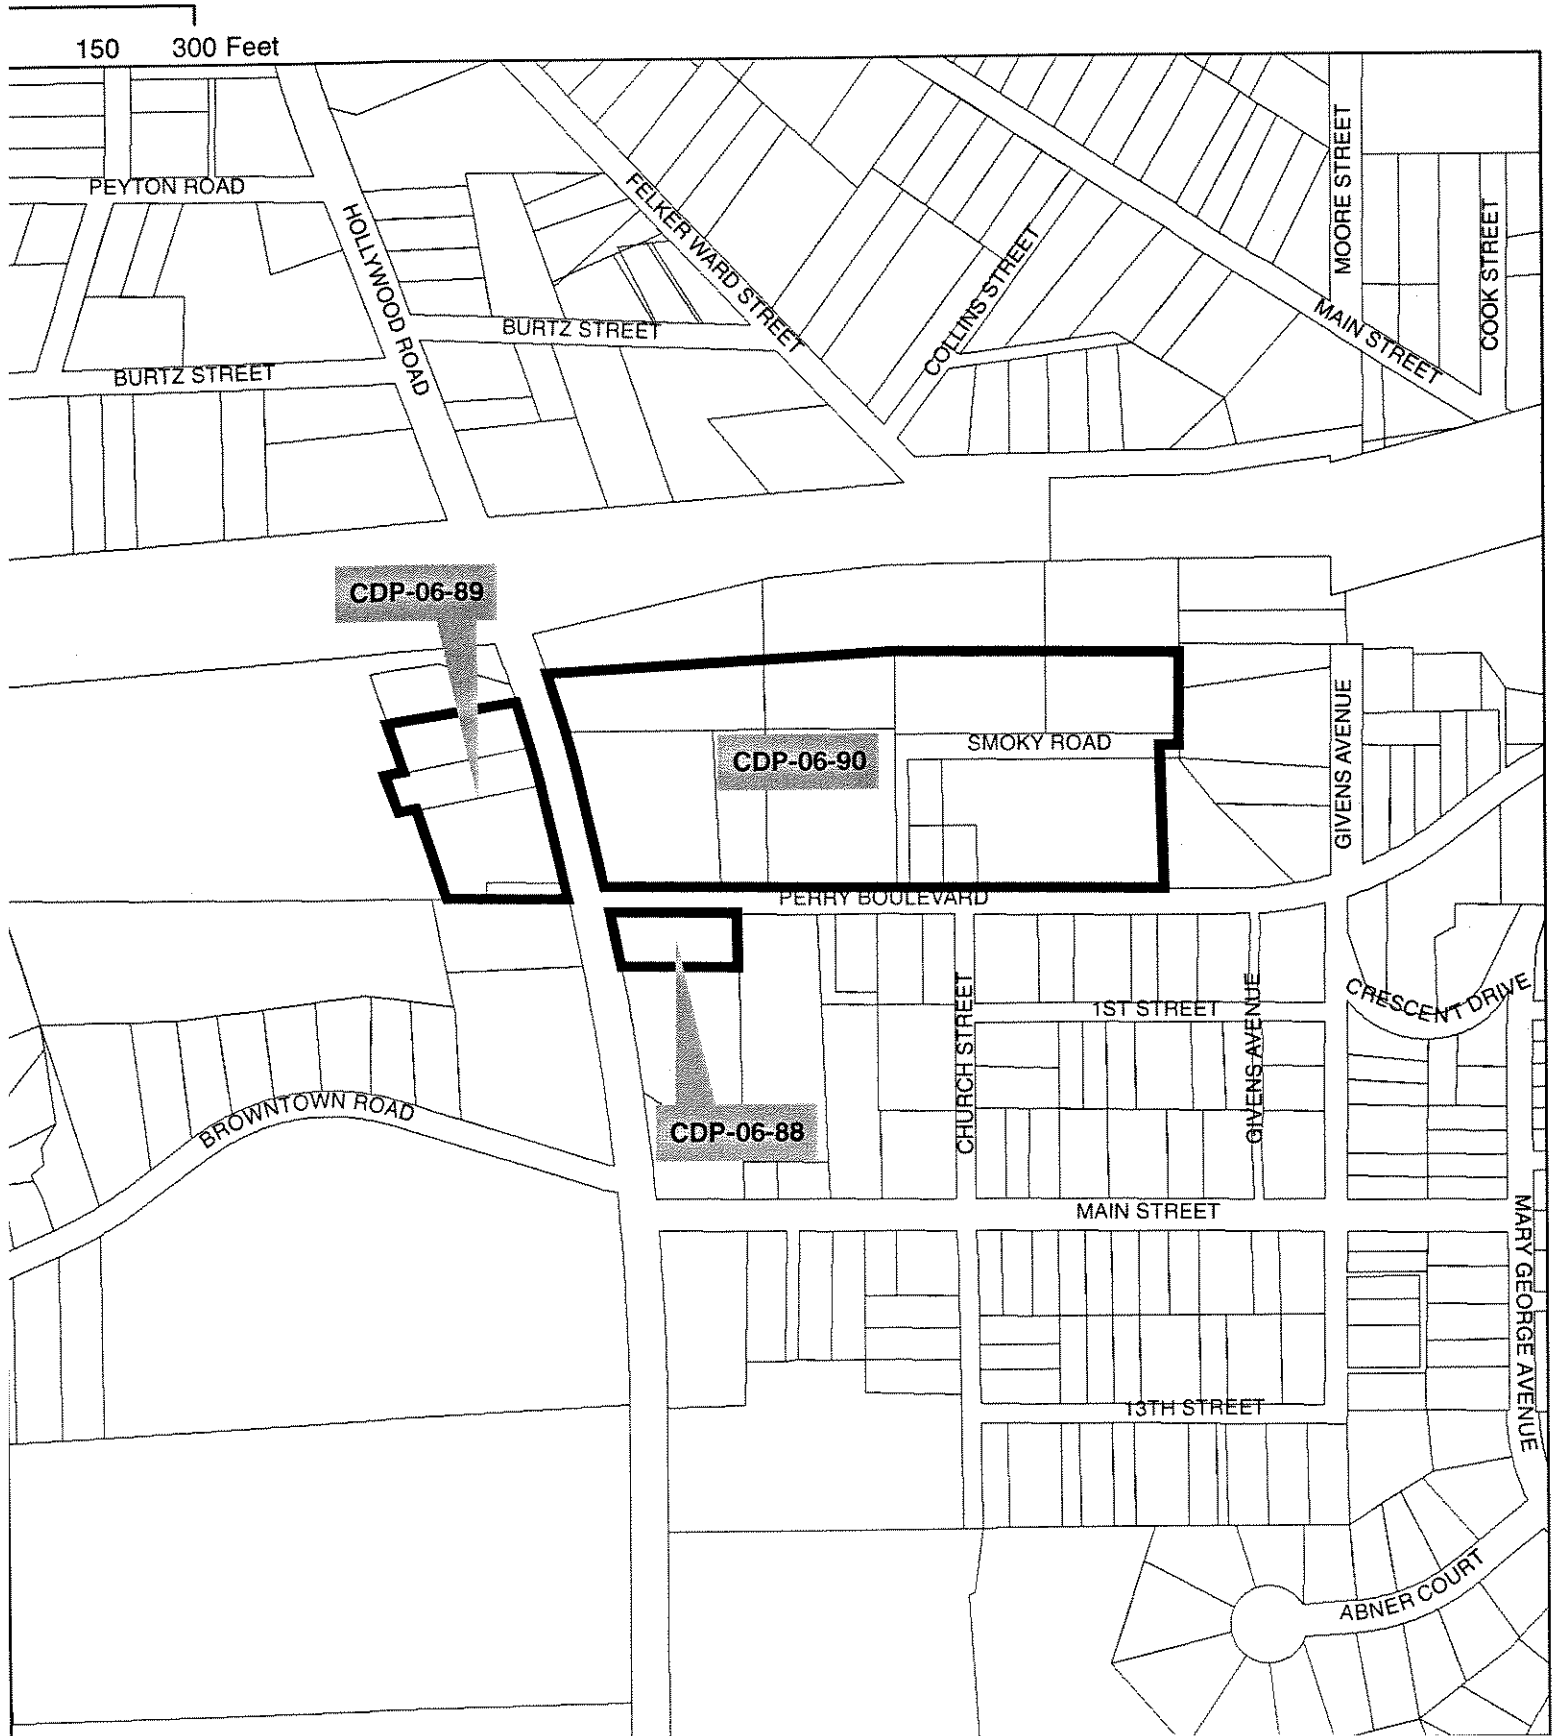 150 300 Feet
PEYTON ROAD
HOLLYWOOD ROAD
FELKER WARD STREET
MOORE STREET
COOK STREET
COLLINS STREET
BURTZ STREET
MAIN STREET
BURTZ STREET
CDP-06-89
GIVENS AVENUE
SMOKY ROAD
CDP-06-90
PERRY BOULEVARD
CHURCH STREET
GIVENS AVENUE
CRESCENT DRIVE
1ST STREET
BROWNTOWN ROAD
CDP-06-88
MAIN STREET
MARY GEORGE AVENUE
13TH STREET
ABNER COURT